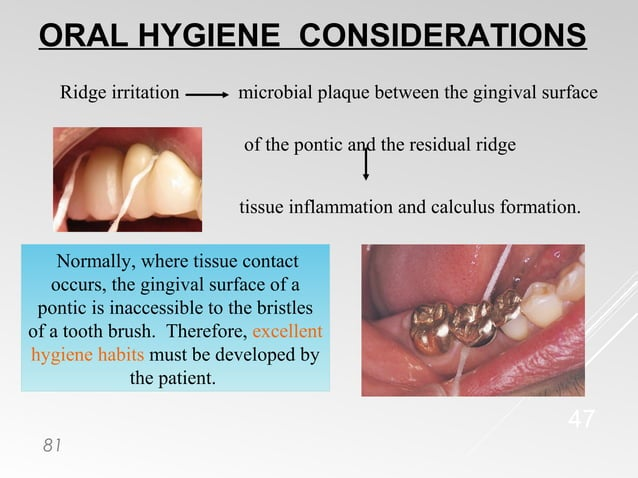 ORAL HYGIENE  CONSIDERATIONS
Ridge irritation microbial plaque between the gingival surface
of the pontic and the residual ridge
tissue inflammation and calculus formation.
Normally, where tissue contact
occurs, the gingival surface of a
pontic is inaccessible to the bristles
of a tooth brush.  Therefore, excellent
hygiene habits must be developed by
the patient.
47
81